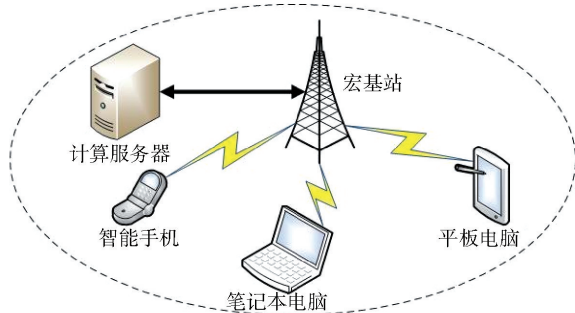 宏基站
计算服务器
智能手机
平板电脑
笔记本电脑